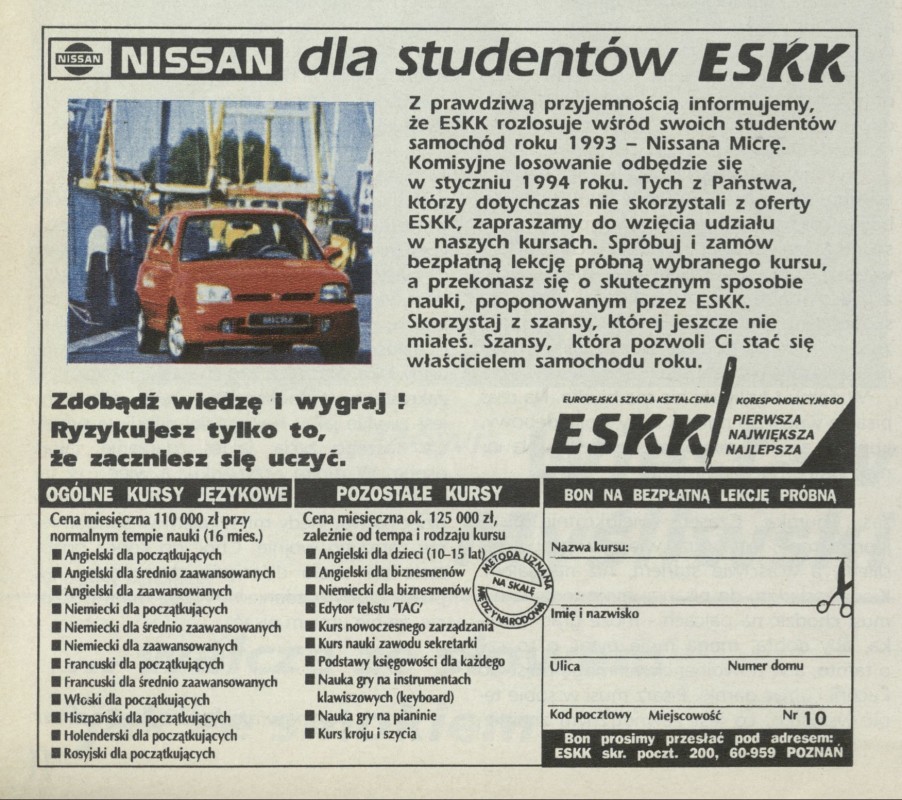 NISSAN NISSAN dla studentów ESKK
Z prawdziwą przyjemnością informujemy,
że ESKK rozlosuje wśród swoich studentów
samochód roku 1993 – Nissana Micrę.
Komisyjne losowanie odbędzie się
w styczniu 1994 roku. Tych z Państwa,
którzy dotychczas nie skorzystali z oferty
ESKK, zapraszamy do wzięcia udziału
w naszych kursach. Spróbuj i zamów
bezpłatną lekcję próbną wybranego kursu,
a przekonasz się o skutecznym sposobie
nauki, proponowanym przez ESKK.
Skorzystaj z szansy, której jeszcze nie
miałeś. Szansy, która pozwoli Ci stać się
właścicielem samochodu roku.
MICRA
Zdobądź wiedzę i wygraj !
Ryzykujesz tylko to,
że zaczniesz się uczyć.
EUROPEJSKA SZKOŁA KSZTAŁCENIA KORESPONDENCYJNEGO
ESKK
PIERWSZA
NAJWIĘKSZA
NAJLEPSZA
OGÓLNE KURSY JĘZYKOWE
Cena miesięczna 110 000 zł przy
normalnym tempie nauki (16 mies.)
■ Angielski dla początkujących
■ Angielski dla średnio zaawansowanych
■ Angielski dla zaawansowanych
■ Niemiecki dla początkujących
■ Niemiecki dla średnio zaawansowanych
■ Niemiecki dla zaawansowanych
■ Francuski dla początkujących
■ Francuski dla średnio zaawansowanych
■ Włoski dla początkujących
■ Hiszpański dla początkujących
■ Holenderski dla początkujących
■ Rosyjski dla początkujących
POZOSTAŁE KURSY
Cena miesięczna ok. 125 000 zł,
zależnie od tempa i rodzaju kursu
■ Angielski dla dzieci (10–15 lat)
■ Angielski dla biznesmenów
■ Niemiecki dla biznesmenów
■ Edytor tekstu 'TAG'
■ Kurs nowoczesnego zarządzania
■ Kurs nauki zawodu sekretarki
■ Podstawy księgowości dla każdego
■ Nauka gry na instrumentach
klawiszowych (keyboard)
■ Nauka gry na pianinie
■ Kurs kroju i szycia
METODA UZNANA
NA SKALĘ
MIĘDZYNARODOWĄ
BON NA BEZPŁATNĄ LEKCJĘ PRÓBNĄ
Nazwa kursu:
Imię i nazwisko
Ulica Numer domu
Kod pocztowy Miejscowość Nr 10
Bon prosimy przesłać pod adresem:
ESKK skr. poczt. 200, 60-959 POZNAŃ